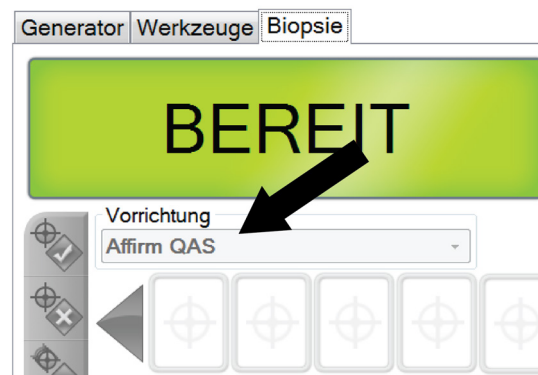 Generator Werkzeuge Biopsie
BEREIT
Vorrichtung
Affirm QAS